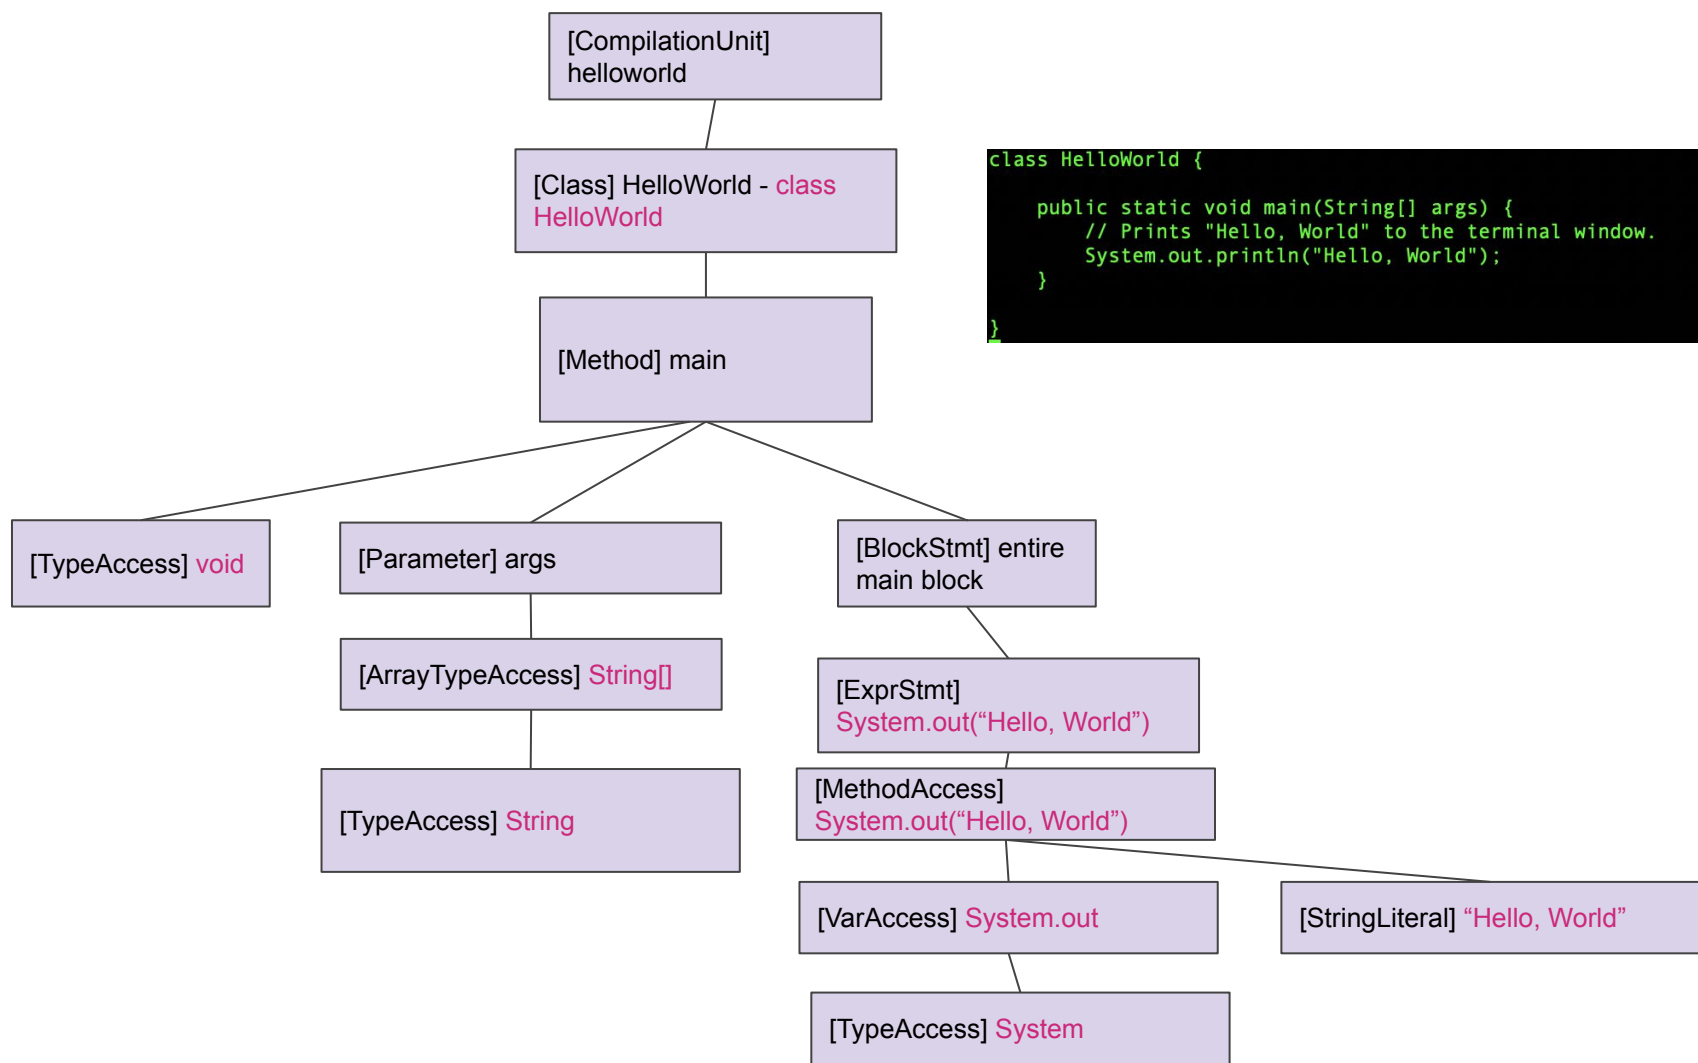 [CompilationUnit]
helloworld
[Class] HelloWorld - class
HelloWorld
class HelloWorld {
public static void main(String[] args) {
// Prints "Hello, World" to the terminal window.
System.out.println("Hello, World");
}
}
[Method] main
[TypeAccess] void
[Parameter] args
[BlockStmt] entire
main block
[ArrayTypeAccess] String[]
[ExprStmt]
System.out(“Hello, World”)
[TypeAccess] String
[MethodAccess]
System.out(“Hello, World”)
[VarAccess] System.out
[StringLiteral] “Hello, World”
[TypeAccess] System